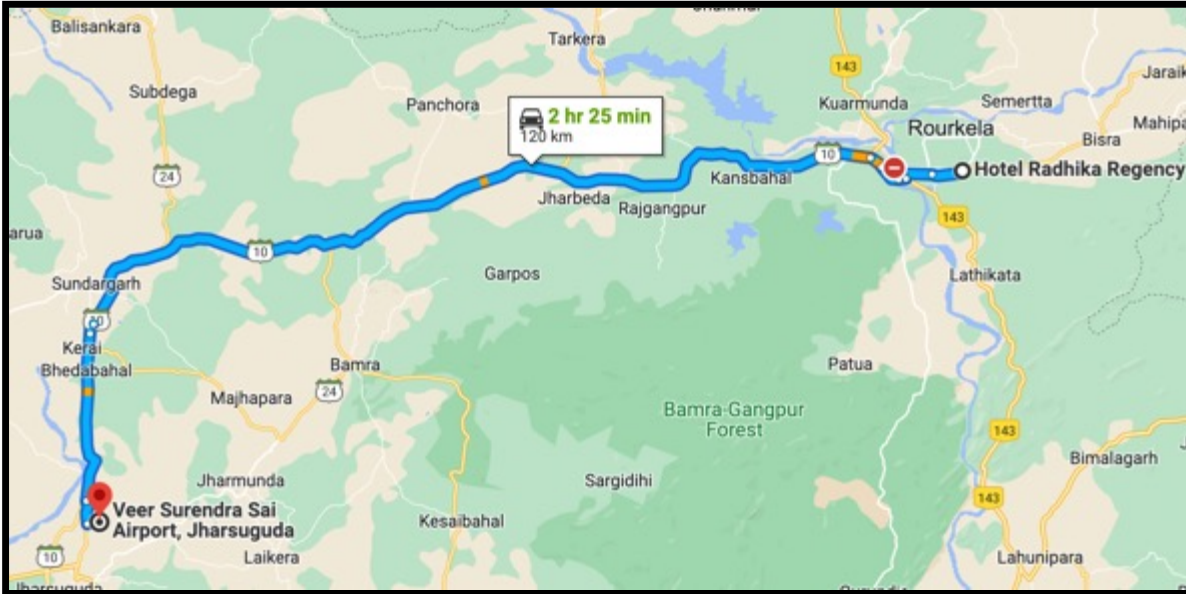 Balisankara
Tarkera
143
Jaraik
Subdega
Panchora
2 hr 25 min
120 km
Kuarmunda
Semertta
Mahipa
Rourkela
Bisra
24
10
Kansbahal
Hotel Radhika Regency
Jharbeda
Rajgangpur
143
arua
10
Garpos
Lathikata
Sundargarh
10
Kerai
Bhedabahal
Bamra
Patua
24
Majhapara
Bamra-Gangpur
Forest
143
Bimalagarh
Jharmunda
Sargidihi
143
Veer Surendra Sai
Airport, Jharsuguda
Kesaibahal
10
Laikera
Lahunipara
Jharsuguda